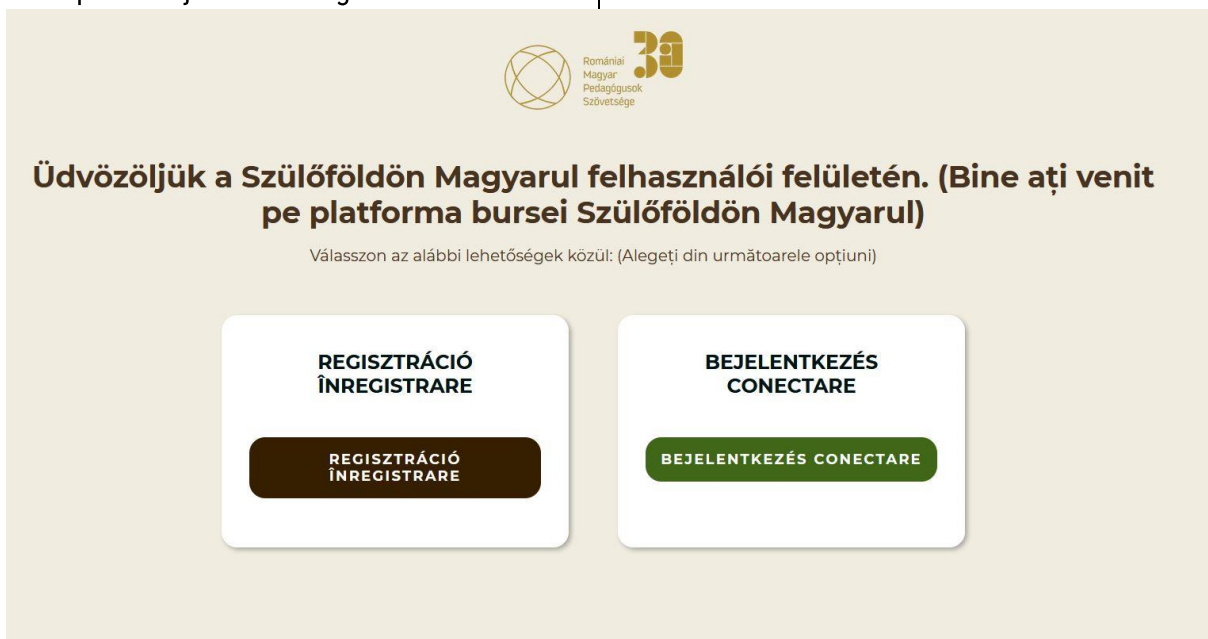 Romániai
Magyar
Pedagógusok
Szövetsége
30
Üdvözöljük a Szülőföldön Magyarul felhasználói felületén. (Bine ați venit
pe platforma bursei Szülőföldön Magyarul)
Válasszon az alábbi lehetőségek közül: (Alegeți din următoarele opțiuni)
REGISZTRÁCIÓ
ÎNREGISTRARE
REGISZTRÁCIÓ
ÎNREGISTRARE
BEJELENTKEZÉS
CONECTARE
BEJELENTKEZÉS CONECTARE